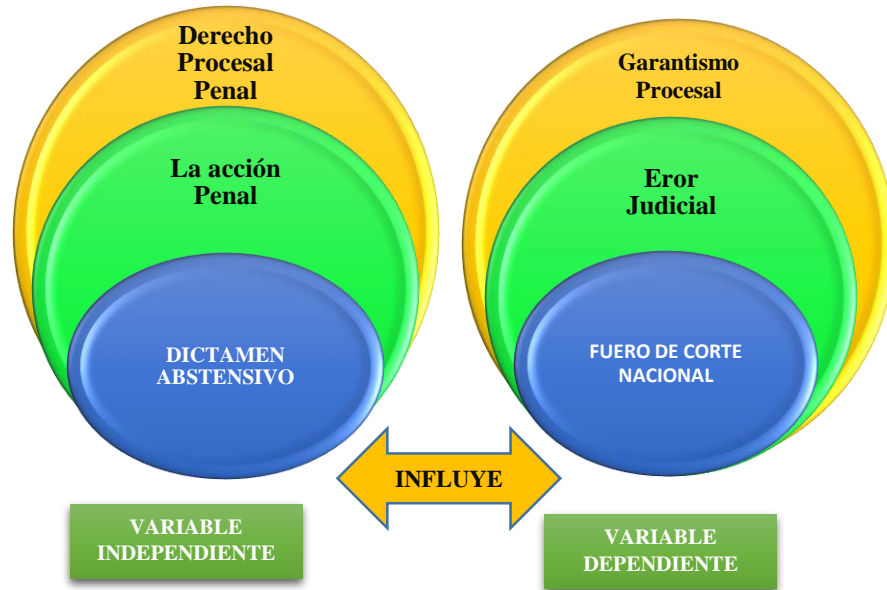 Derecho
Procesal
Penal
La acción
Penal
DICTAMEN
ABSTENSIVO
Garantismo
Procesal
Eror
Judicial
FUERO DE CORTE
NACIONAL
INFLUYE
VARIABLE
INDEPENDIENTE
VARIABLE
DEPENDIENTE